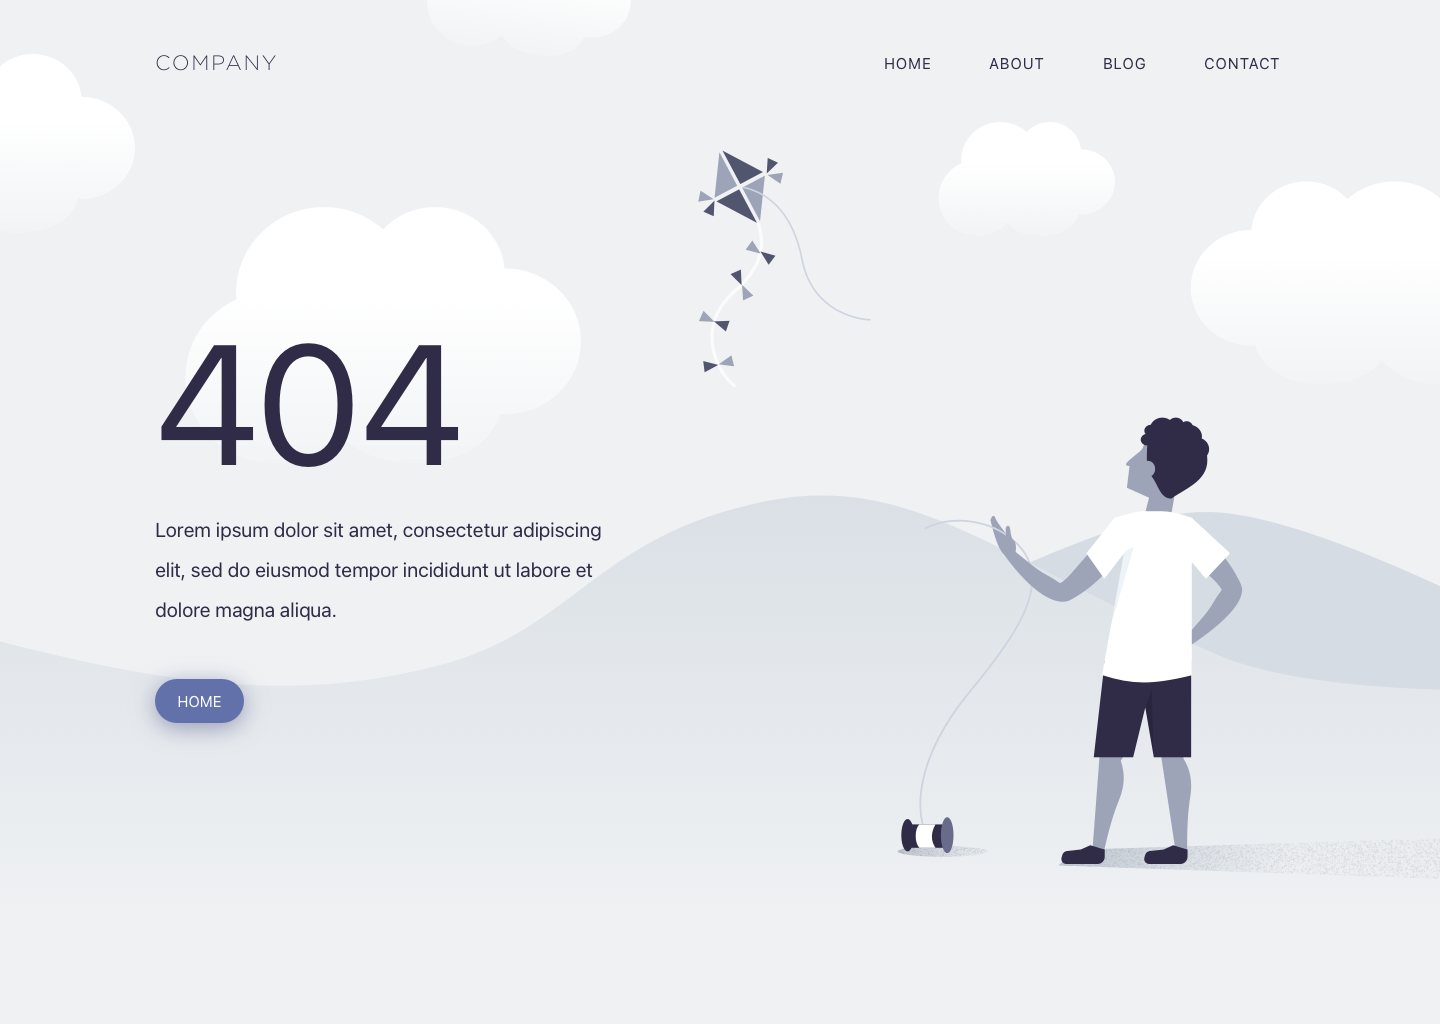 COMPANY
HOME ABOUT BLOG CONTACT
404
Lorem ipsum dolor sit amet, consectetur adipiscing
elit, sed do eiusmod tempor incididunt ut labore et
dolore magna aliqua.
HOME